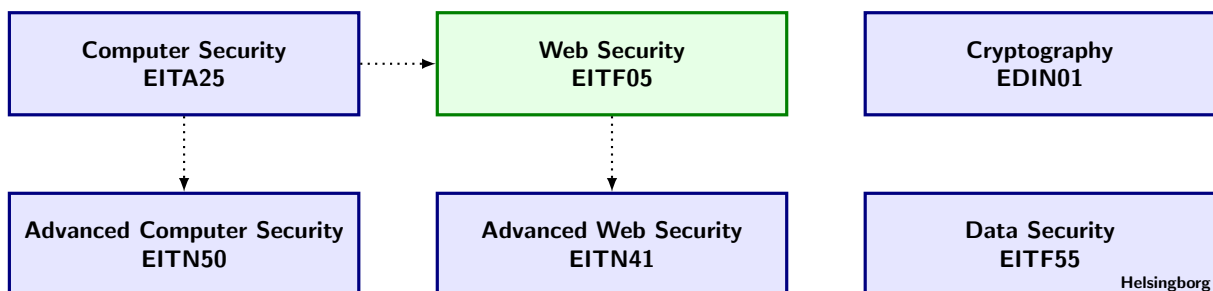 Computer Security
EITA25
Web Security
EITF05
Cryptography
EDIN01
Advanced Computer Security
EITN50
Advanced Web Security
EITN41
Data Security
EITF55
Helsingborg